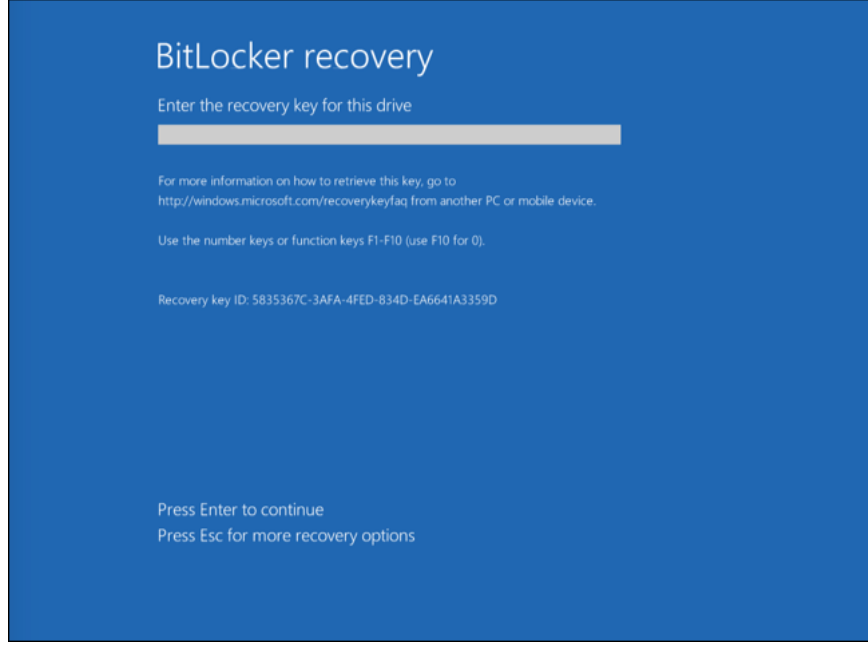 BitLocker recovery
Enter the recovery key for this drive
For more information on how to retrieve this key, go to
http://windows.microsoft.com/recoverykeyfaq from another PC or mobile device.
Use the number keys or function keys F1-F10 (use F10 for 0).
Recovery key ID: 5835367C-3AFA-4FED-834D-EA6641A3359D
Press Enter to continue
Press Esc for more recovery options